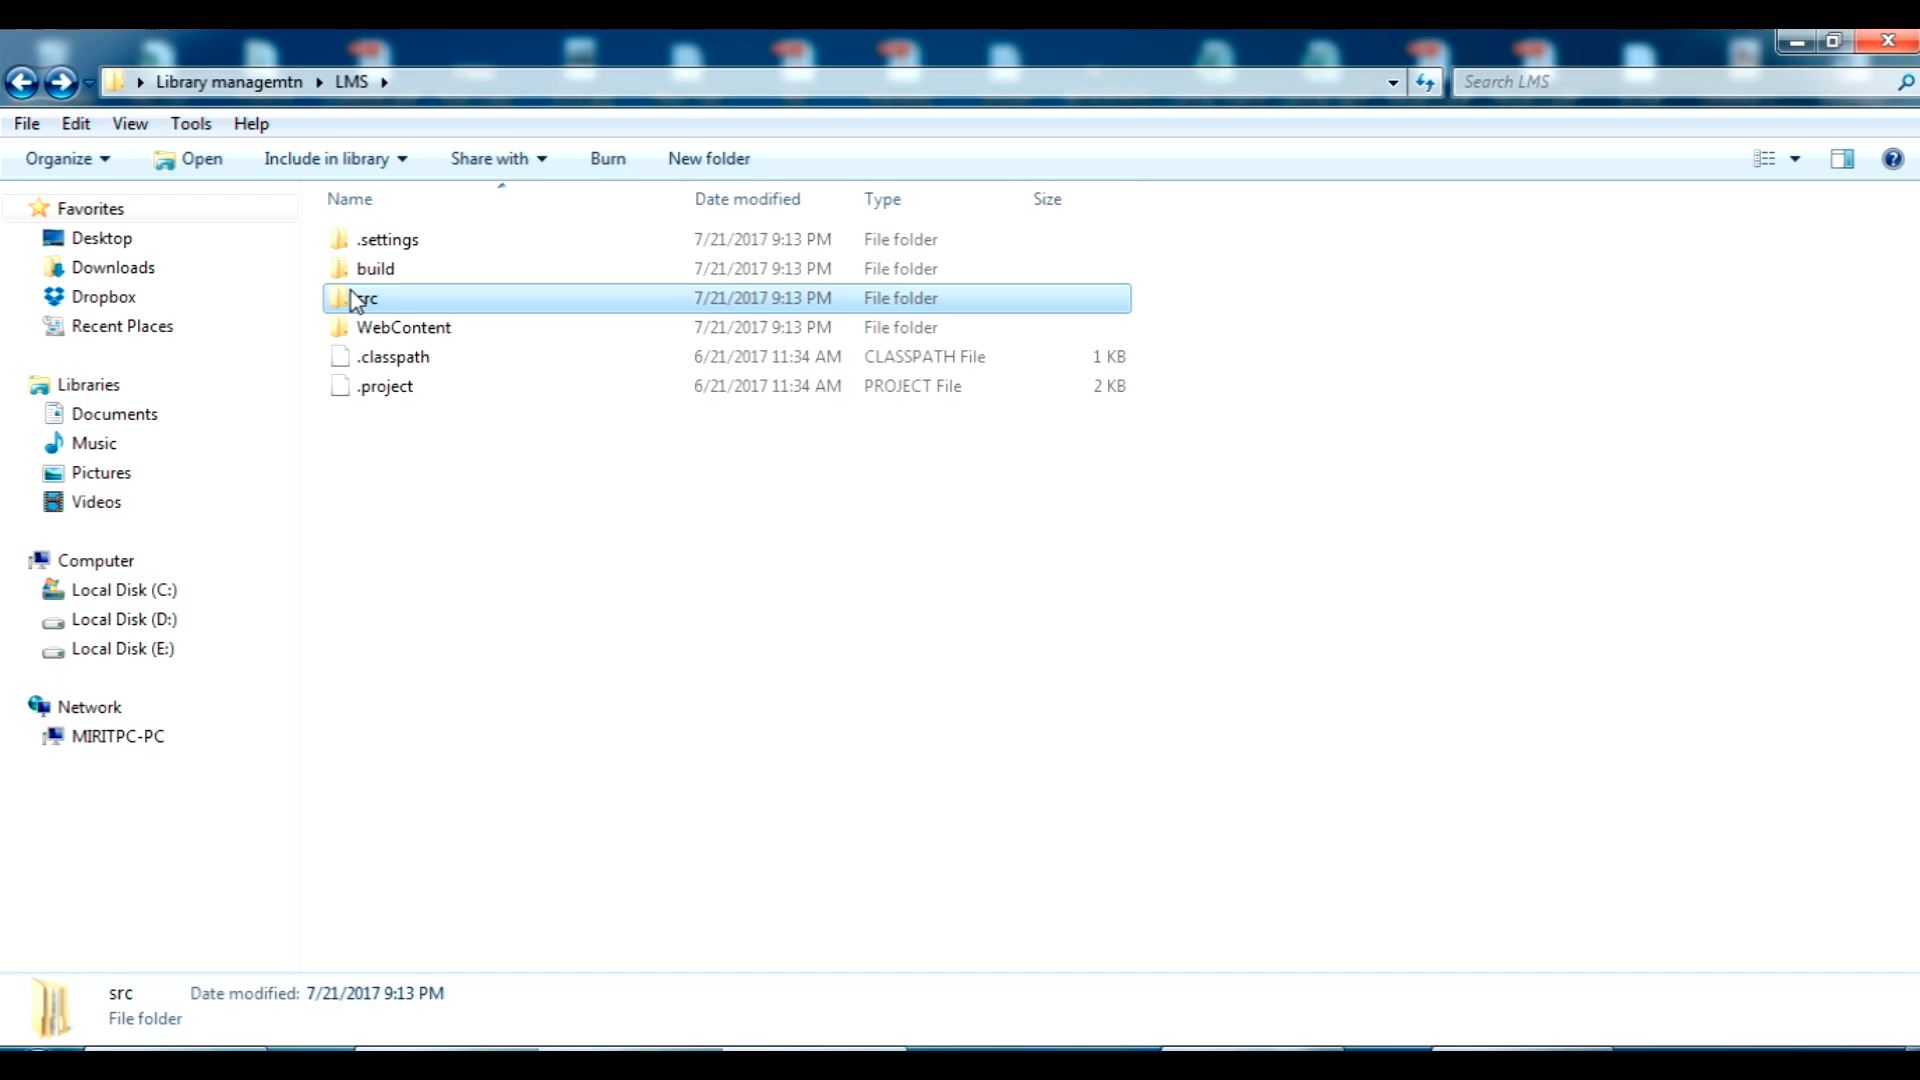 Library managemtn LMS
Search LMS
File Edit View Tools Help
Organize Open Include in library Share with Burn New folder
Name Date modified Type Size
Favorites
Desktop
Downloads
Dropbox
Recent Places
Libraries
Documents
Music
Pictures
Videos
Computer
Local Disk (C:)
Local Disk (D:)
Local Disk (E:)
Network
MIRITPC-PC
.settings 7/21/2017 9:13 PM File folder
build 7/21/2017 9:13 PM File folder
src 7/21/2017 9:13 PM File folder
WebContent 7/21/2017 9:13 PM File folder
.classpath 6/21/2017 11:34 AM CLASSPATH File 1 KB
.project 6/21/2017 11:34 AM PROJECT File 2 KB
src Date modified: 7/21/2017 9:13 PM
File folder